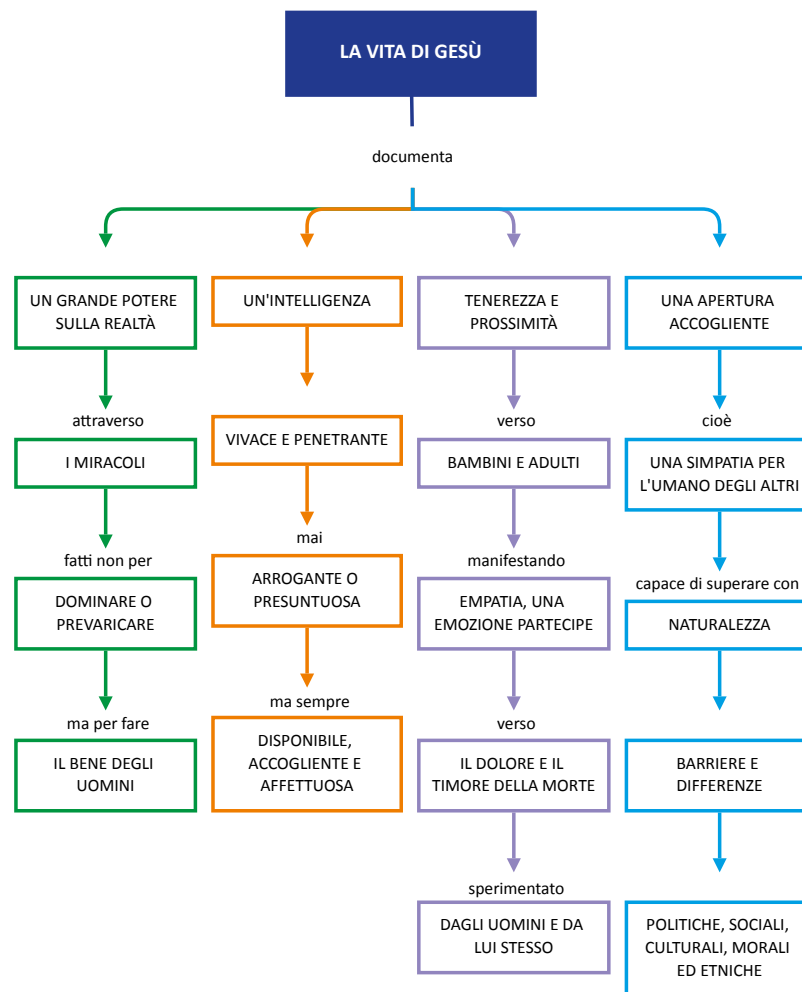 LA VITA DI GESÙ
documenta
UN GRANDE POTERE
SULLA REALTÀ
attraverso
I MIRACOLI
fatti non per
DOMINARE O
PREVARICARE
ma per fare
IL BENE DEGLI
UOMINI
UN'INTELLIGENZA
VIVACE E PENETRANTE
mai
ARROGANTE O
PRESUNTUOSA
ma sempre
DISPONIBILE,
ACCOGLIENTE E
AFFETTUOSA
TENEREZZA E
PROSSIMITÀ
verso
BAMBINI E ADULTI
manifestando
EMPATIA, UNA
EMOZIONE PARTECIPE
verso
IL DOLORE E IL
TIMORE DELLA MORTE
sperimentato
DAGLI UOMINI E DA
LUI STESSO
UNA APERTURA
ACCOGLIENTE
cioè
UNA SIMPATIA PER
L'UMANO DEGLI ALTRI
capace di superare con
NATURALEZZA
BARRIERE E
DIFFERENZE
POLITICHE, SOCIALI,
CULTURALI, MORALI
ED ETNICHE